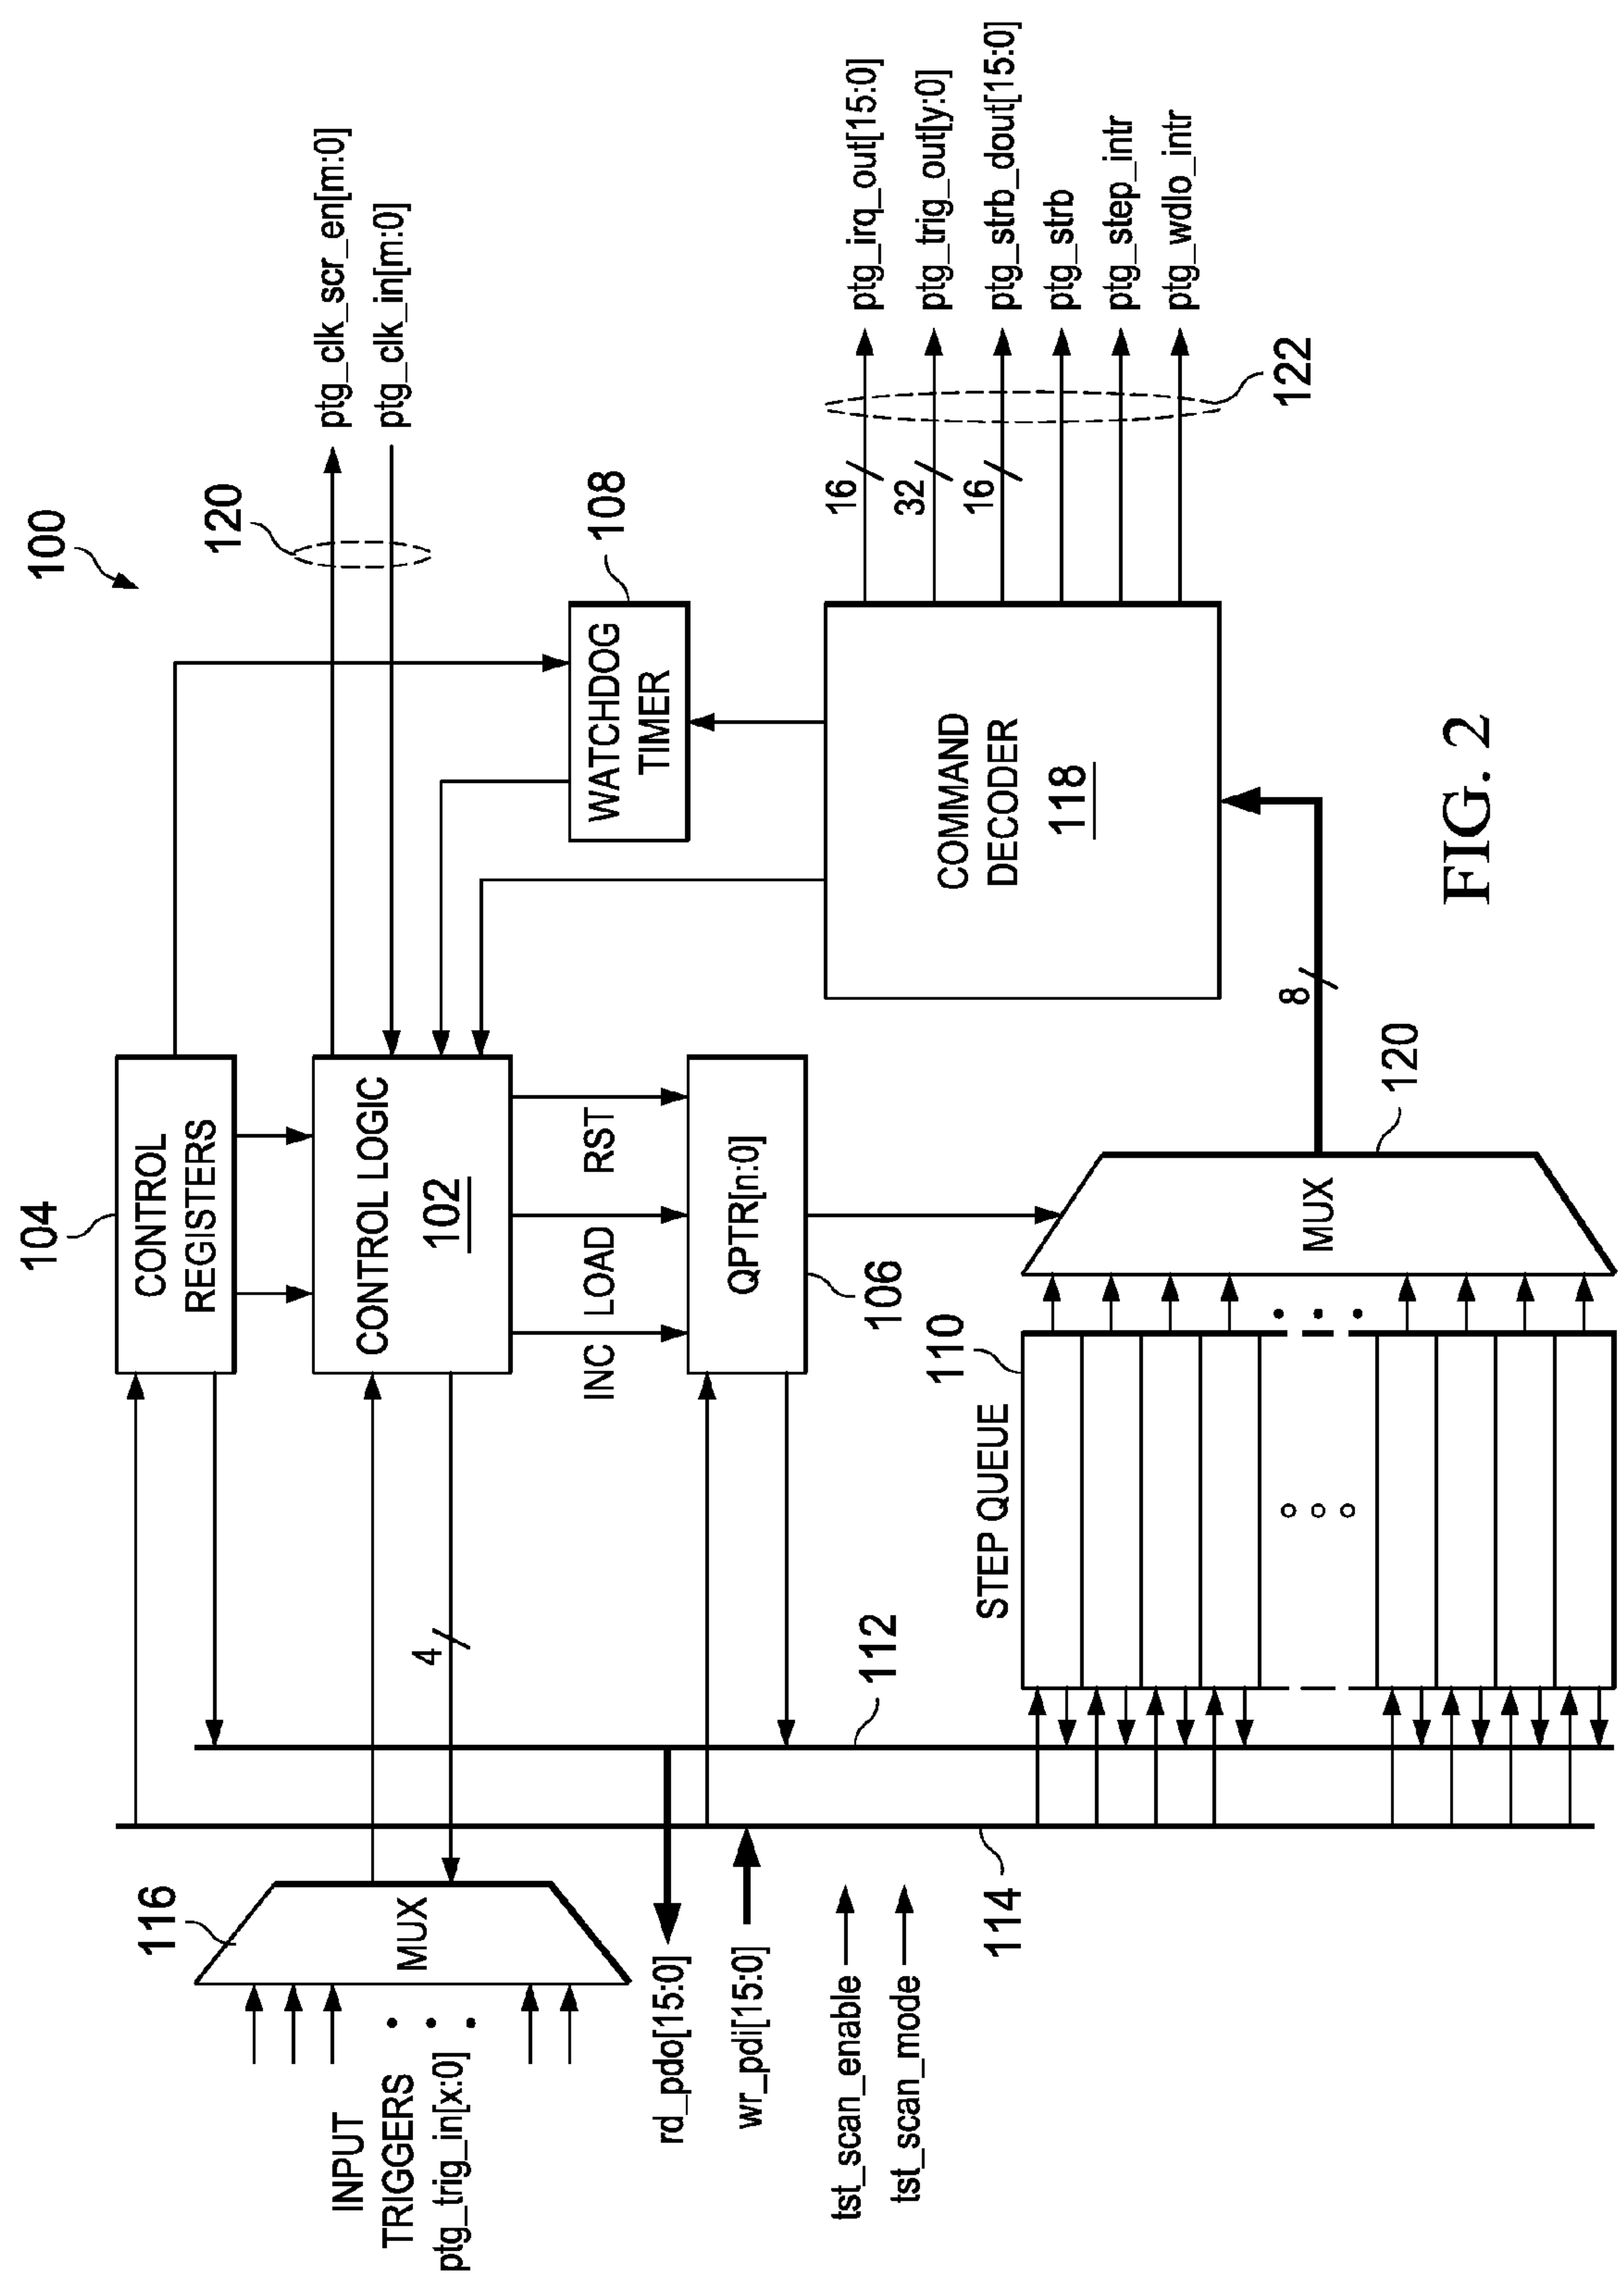 100
120
ptg_clk_scr_en[m:0]
ptg_clk_in[m:0]
104
CONTROL
REGISTERS
116
MUX
INPUT
TRIGGERS
ptg_trig_in[x:0]
4
CONTROL LOGIC
102
WATCHDOG
TIMER
108
INC
LOAD
RST
QPTR[n:0]
106
rd_pdo[15:0]
wr_pdi[15:0]
112
114
tst_scan_enable
tst_scan_mode
COMMAND
DECODER
118
16
32
16
ptg_irq_out[15:0]
ptg_trig_out[y:0]
ptg_strb_dout[15:0]
ptg_strb
ptg_step_intr
ptg_wdlo_intr
122
STEP QUEUE
110
MUX
120
8
FIG. 2